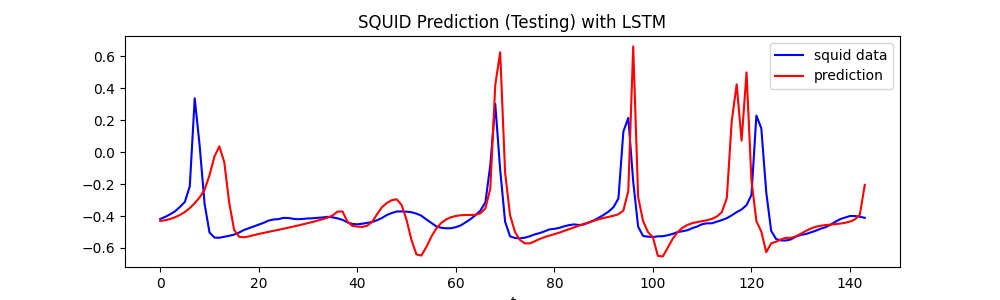 SQUID Prediction (Testing) with LSTM
squid data
prediction
0.6
0.4
0.2
0.0
−0.2
−0.4
−0.6
0 20 40 60 80 100 120 140